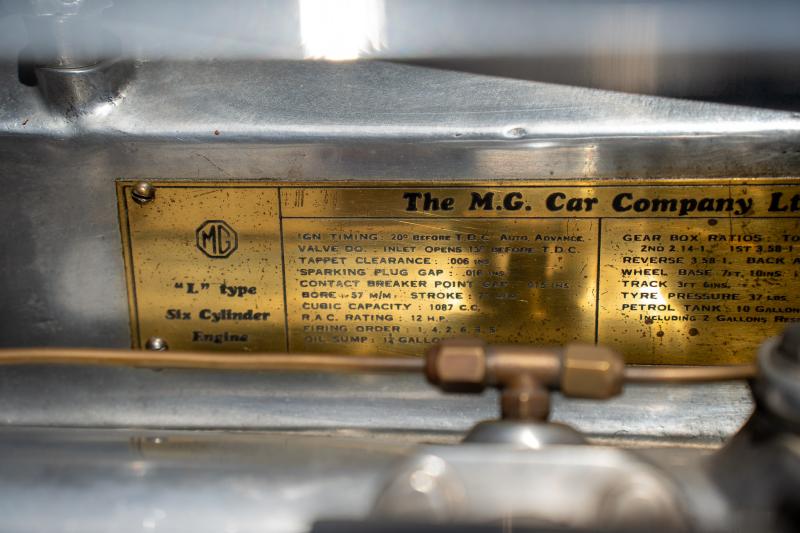 MG
"L" type
Six Cylinder
Engine
The M.G. Car Company Lt
IGN TIMING: 20° BEFORE T.D.C. AUTO ADVANCE.
VALVE DO. INLET OPENS 15° BEFORE T.D.C.
TAPPET CLEARANCE: .006 INS
SPARKING PLUG GAP: .018 INS
CONTACT BREAKER POINT GAP INS
BORE: 57 M/M. STROKE:
CUBIC CAPACITY: 1087 C.C.
R.A.C. RATING: 12 H.P.
FIRING ORDER: 1, 4, 2, 6, 3, 5
OIL SUMP: GALLO
GEAR BOX RATIOS: TO
2ND 2.14-1. 1ST 3.58-1
REVERSE 3.58-1. BACK A
WHEEL BASE 7FT. 10INS
TRACK 3FT 6INS.
TYRE PRESSURE 37 LBS
PETROL TANK: 10 GALLON
INCLUDING 2 GALLONS RES